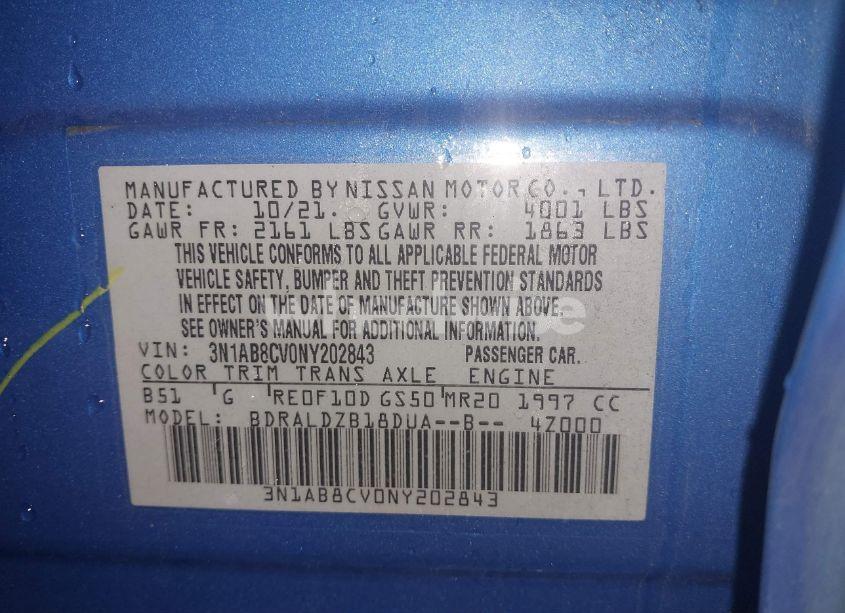 MANUFACTURED BY NISSAN MOTOR CO., LTD.
DATE: 10/21. GVWR: 4001 LBS
GAWR FR: 2161 LBS GAWR RR: 1863 LBS
THIS VEHICLE CONFORMS TO ALL APPLICABLE FEDERAL MOTOR
VEHICLE SAFETY, BUMPER AND THEFT PREVENTION STANDARDS
IN EFFECT ON THE DATE OF MANUFACTURE SHOWN ABOVE.
SEE OWNER'S MANUAL FOR ADDITIONAL INFORMATION.
VIN: 3N1AB8CV0NY202843 PASSENGER CAR.
COLOR TRIM TRANS AXLE ENGINE
B51 G RE0F10D GS50 MR20 1997 CC
MODEL: BDRALDZB18DUA--B-- 4Z000
3N1AB8CV0NY202843